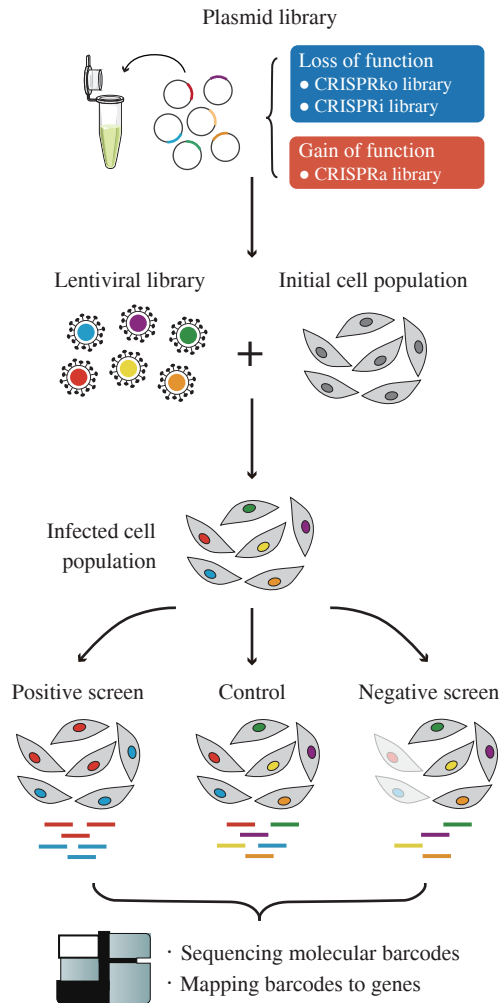 Plasmid library
Loss of function
● CRISPRko library
● CRISPRi library
Gain of function
● CRISPRa library
Lentiviral library
Initial cell population
+
Infected cell
population
Positive screen
Control
Negative screen
· Sequencing molecular barcodes
· Mapping barcodes to genes